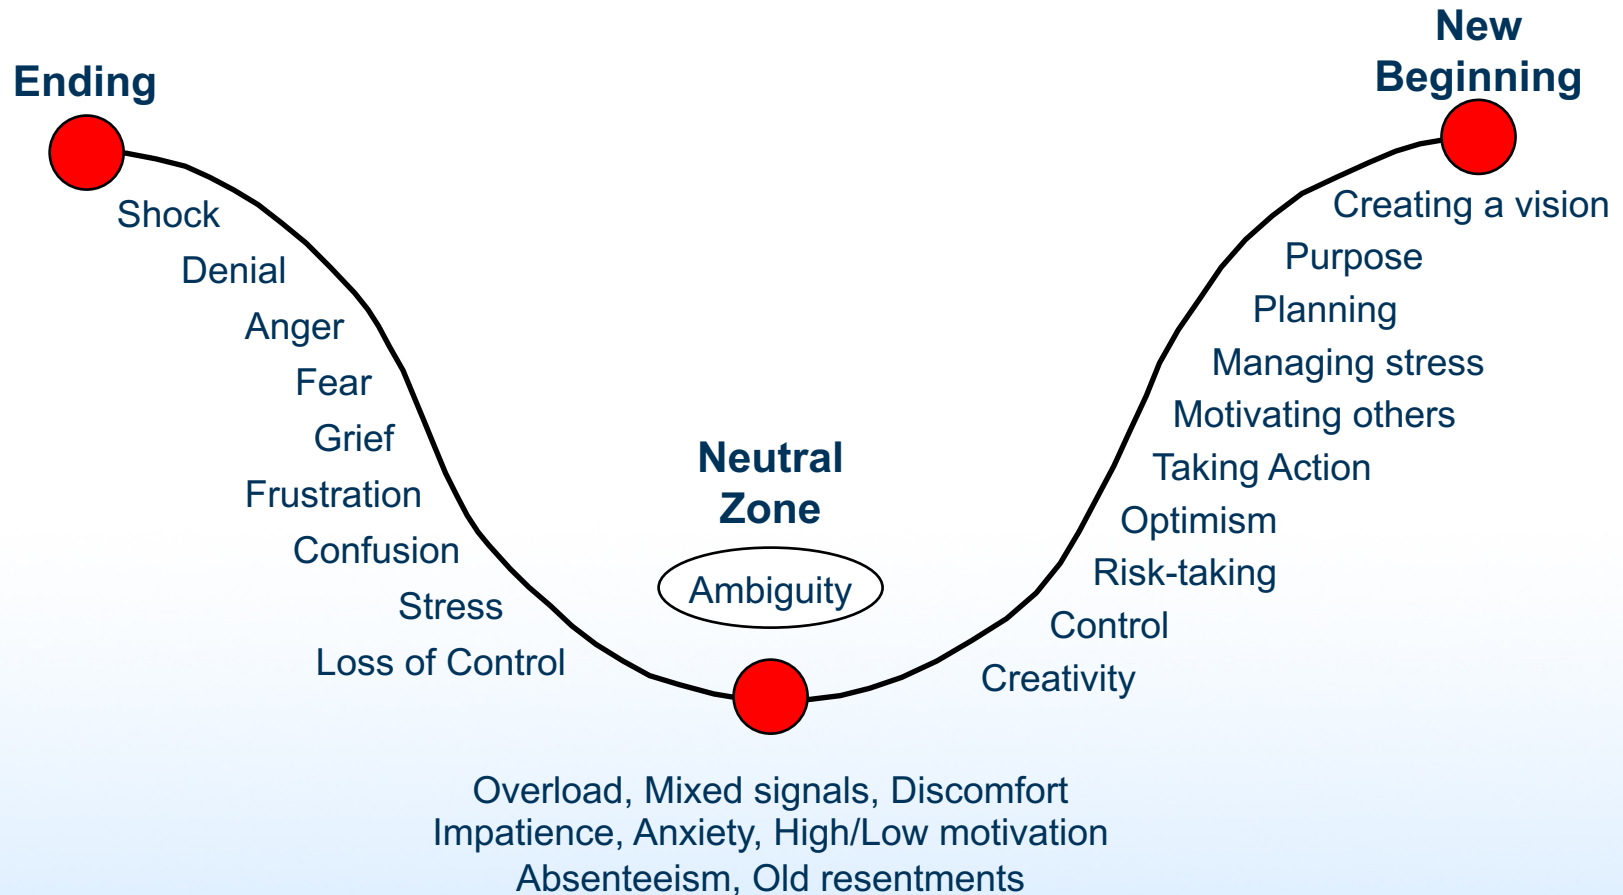 Ending
Shock
Denial
Anger
Fear
Grief
Frustration
Confusion
Stress
Loss of Control
Neutral
Zone
Ambiguity
Overload, Mixed signals, Discomfort
Impatience, Anxiety, High/Low motivation
Absenteeism, Old resentments
New
Beginning
Creating a vision
Purpose
Planning
Managing stress
Motivating others
Taking Action
Optimism
Risk-taking
Control
Creativity